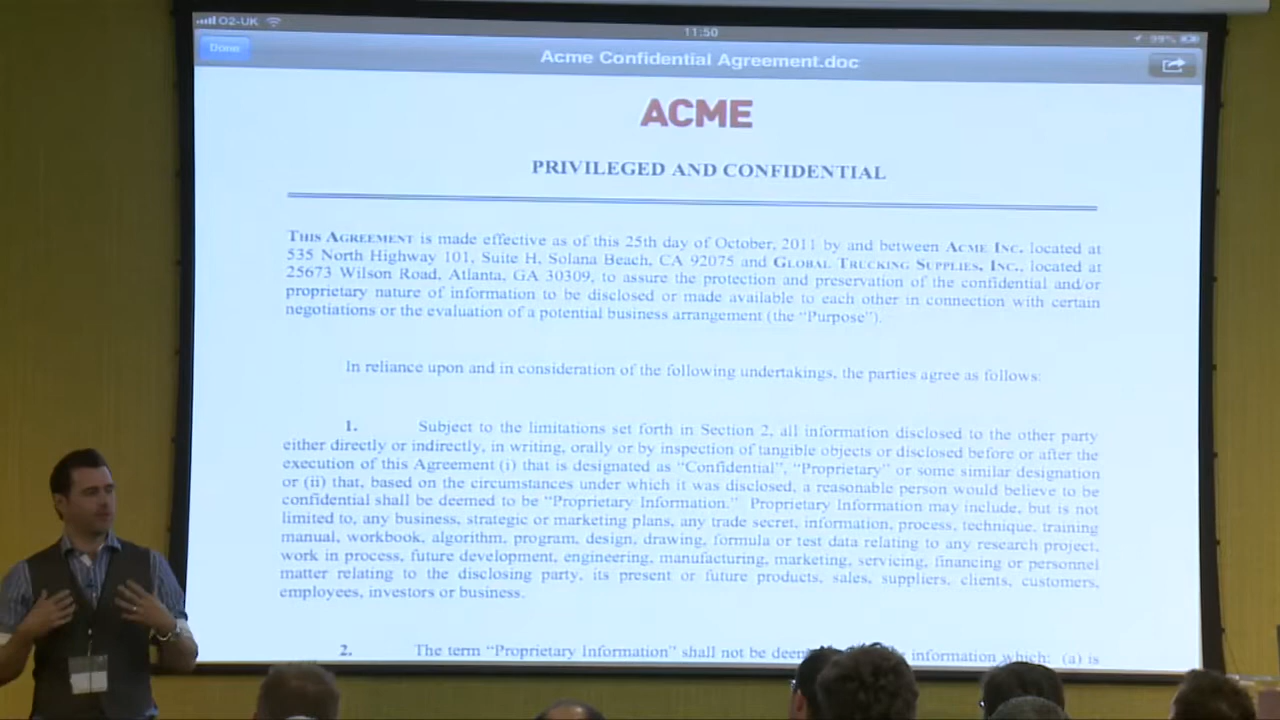 O2-UK
11:50
99%
Done
Acme Confidential Agreement.doc
ACME
PRIVILEGED AND CONFIDENTIAL
THIS AGREEMENT is made effective as of this 25th day of October, 2011 by and between ACME INC. located at
535 North Highway 101, Suite H, Solana Beach, CA 92075 and GLOBAL TRUCKING SUPPLIES, INC., located at
25673 Wilson Road, Atlanta, GA 30309, to assure the protection and preservation of the confidential and/or
proprietary nature of information to be disclosed or made available to each other in connection with certain
negotiations or the evaluation of a potential business arrangement (the “Purpose”).
In reliance upon and in consideration of the following undertakings, the parties agree as follows:
1. Subject to the limitations set forth in Section 2, all information disclosed to the other party
either directly or indirectly, in writing, orally or by inspection of tangible objects or disclosed before or after the
execution of this Agreement (i) that is designated as “Confidential”, “Proprietary” or some similar designation
or (ii) that, based on the circumstances under which it was disclosed, a reasonable person would believe to be
confidential shall be deemed to be “Proprietary Information.” Proprietary Information may include, but is not
limited to, any business, strategic or marketing plans, any trade secret, information, process, technique, training
manual, workbook, algorithm, program, design, drawing, formula or test data relating to any research project,
work in process, future development, engineering, manufacturing, marketing, servicing, financing or personnel
matter relating to the disclosing party, its present or future products, sales, suppliers, clients, customers,
employees, investors or business.
2. The term “Proprietary Information” shall not be information which: (a) is